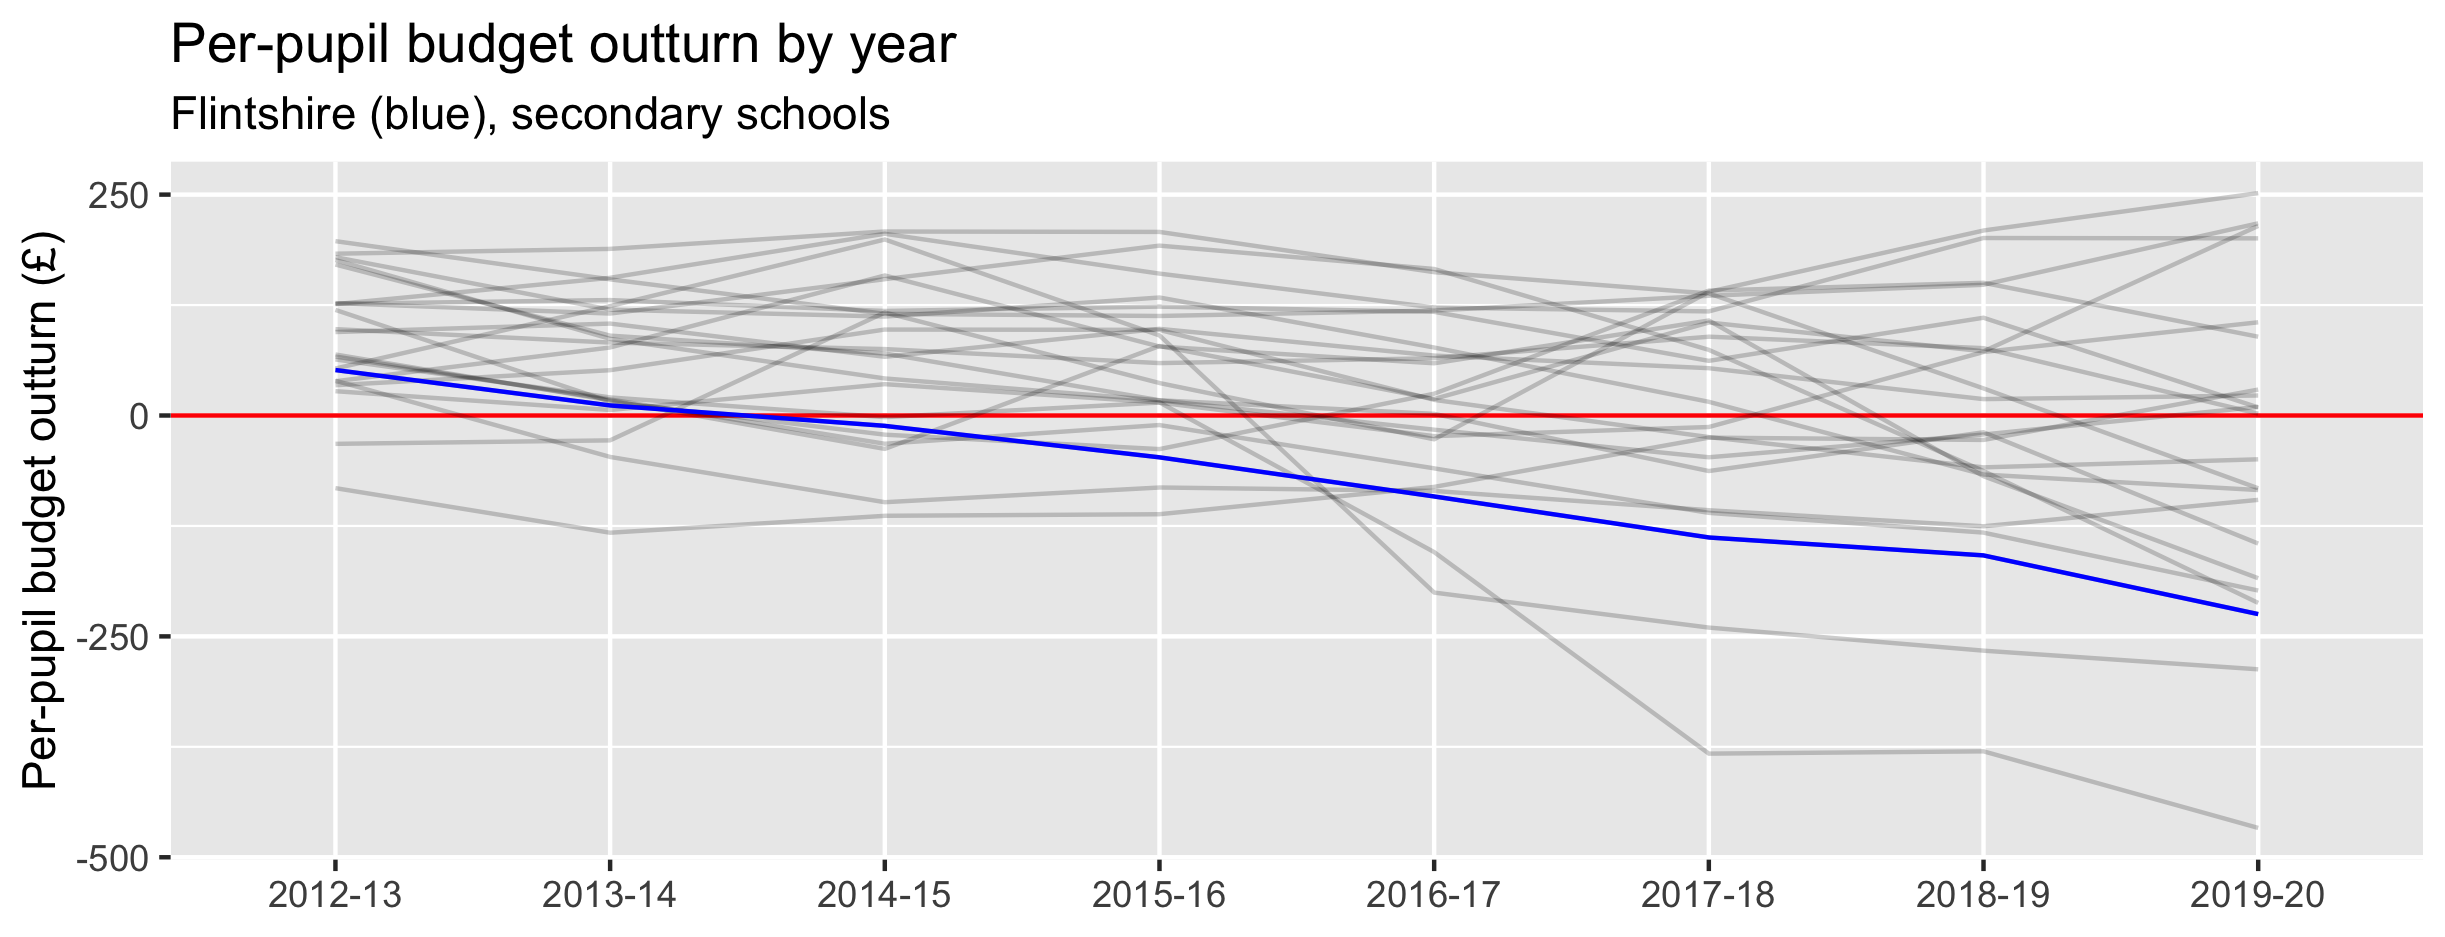 Per-pupil budget outturn by year
Flintshire (blue), secondary schools
Per-pupil budget outturn (£)
250
0
-250
-500
2012-13 2013-14 2014-15 2015-16 2016-17 2017-18 2018-19 2019-20